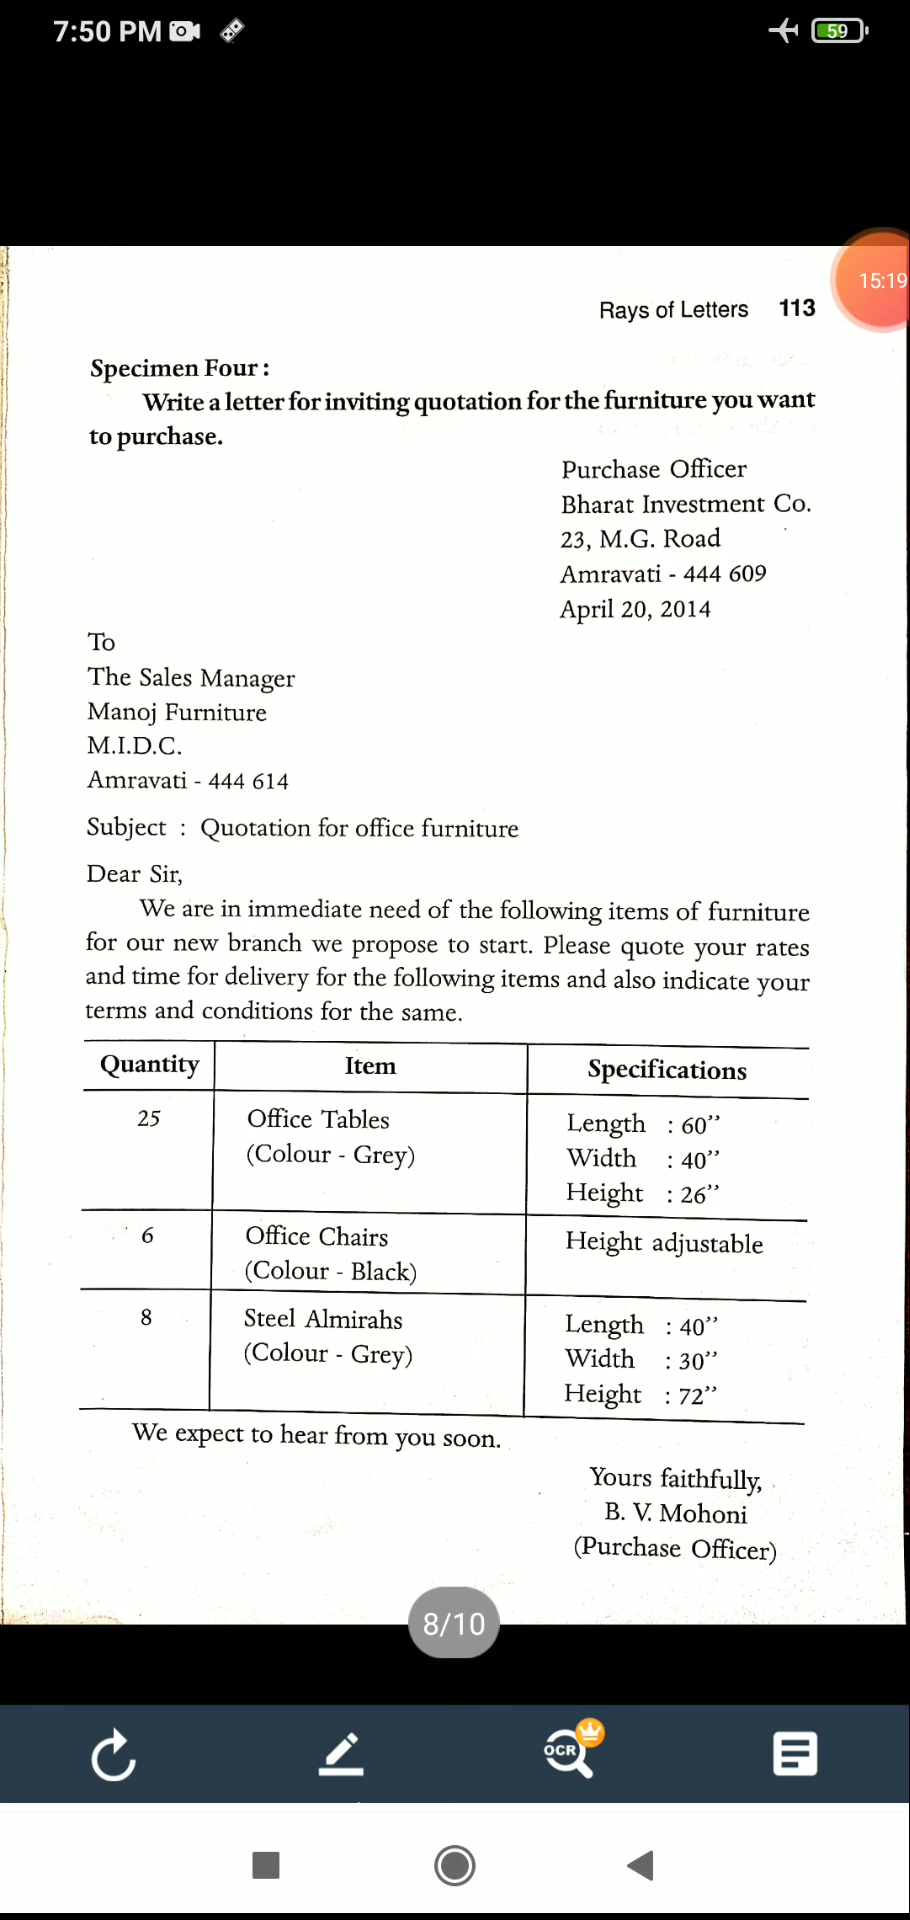 7:50 PM
59
15:19
Rays of Letters 113
Specimen Four :
Write a letter for inviting quotation for the furniture you want
to purchase.
Purchase Officer
Bharat Investment Co.
23, M.G. Road
Amravati - 444 609
April 20, 2014
To
The Sales Manager
Manoj Furniture
M.I.D.C.
Amravati - 444 614
Subject : Quotation for office furniture
Dear Sir,
We are in immediate need of the following items of furniture
for our new branch we propose to start. Please quote your rates
and time for delivery for the following items and also indicate your
terms and conditions for the same.
Quantity Item Specifications
25 Office Tables Length : 60’’
(Colour - Grey) Width : 40’’
Height : 26’’
6 Office Chairs Height adjustable
(Colour - Black)
8 Steel Almirahs Length : 40’’
(Colour - Grey) Width : 30’’
Height : 72’’
We expect to hear from you soon.
Yours faithfully,
B. V. Mohoni
(Purchase Officer)
8/10
OCR